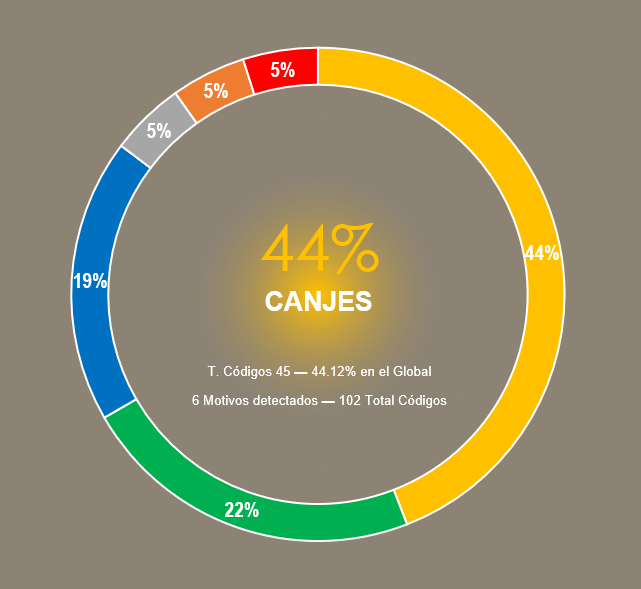 5%
5%
5%
44%
19%
22%
44%
CANJES
T. Códigos 45 — 44.12% en el Global
6 Motivos detectados — 102 Total Códigos